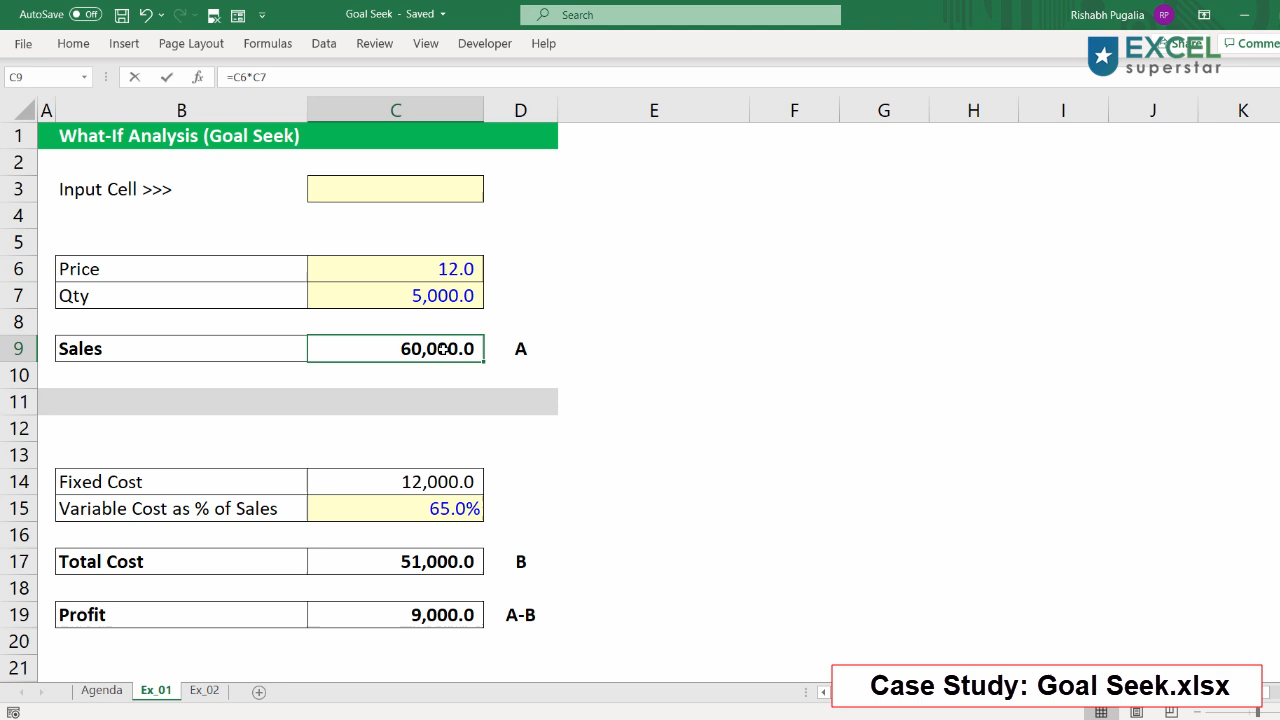 AutoSave Off Goal Seek - Saved Search Rishabh Pugalia RP
File Home Insert Page Layout Formulas Data Review View Developer Help Share Comme
EXCEL
superstar
C9 fx =C6*C7
A B C D E F G H I J K
1 What-If Analysis (Goal Seek)
2
3 Input Cell >>>
4
5
6 Price 12.0
7 Qty 5,000.0
8
9 Sales 60,000.0 A
10
11
12
13
14 Fixed Cost 12,000.0
15 Variable Cost as % of Sales 65.0%
16
17 Total Cost 51,000.0 B
18
19 Profit 9,000.0 A-B
20
21
Agenda Ex_01 Ex_02
Case Study: Goal Seek.xlsx